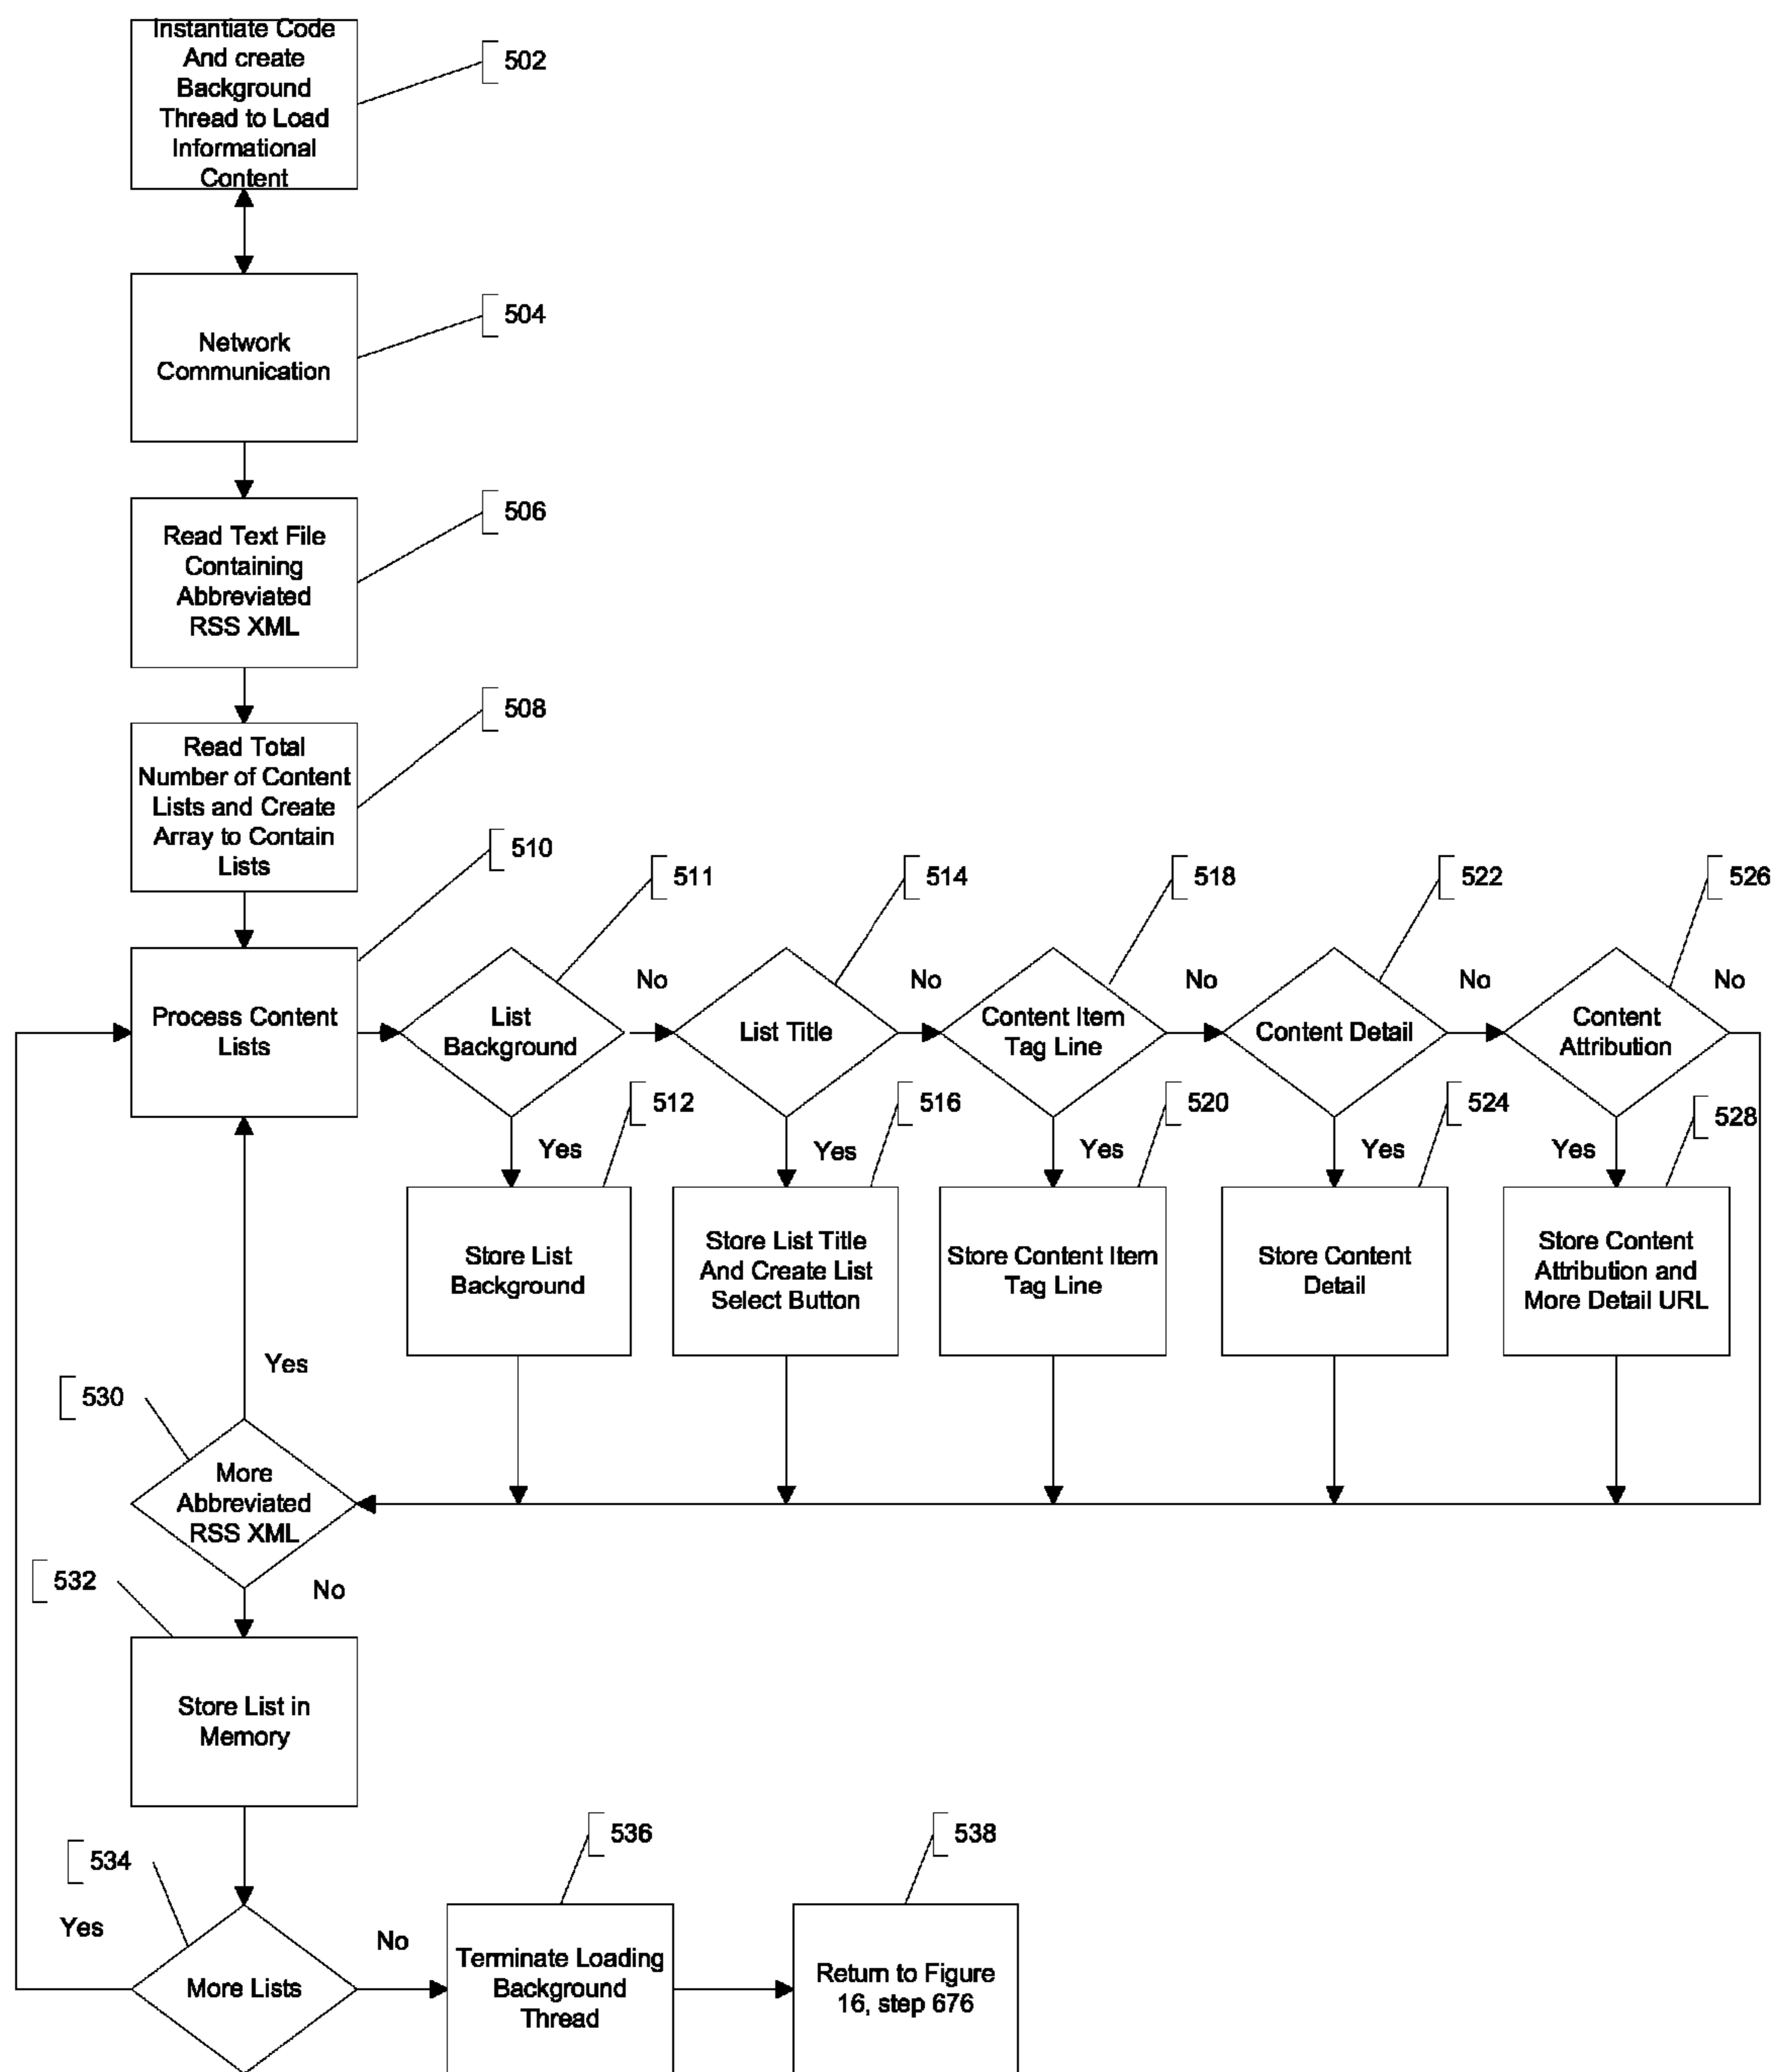 Instantiate Code
And create
Background
Thread to Load
Informational
Content
502
Network
Communication
504
Read Text File
Containing
Abbreviated
RSS XML
506
Read Total
Number of Content
Lists and Create
Array to Contain
Lists
508
Process Content
Lists
510
List
Background
511
No
Yes
Store List
Background
512
List Title
514
No
Yes
Store List Title
And Create List
Select Button
516
Content Item
Tag Line
518
No
Yes
Store Content Item
Tag Line
520
Content Detail
522
No
Yes
Store Content
Detail
524
Content
Attribution
526
No
Yes
Store Content
Attribution and
More Detail URL
528
Yes
530
More
Abbreviated
RSS XML
No
532
Store List in
Memory
534
Yes
More Lists
No
536
Terminate Loading
Background
Thread
538
Return to Figure
16, step 676